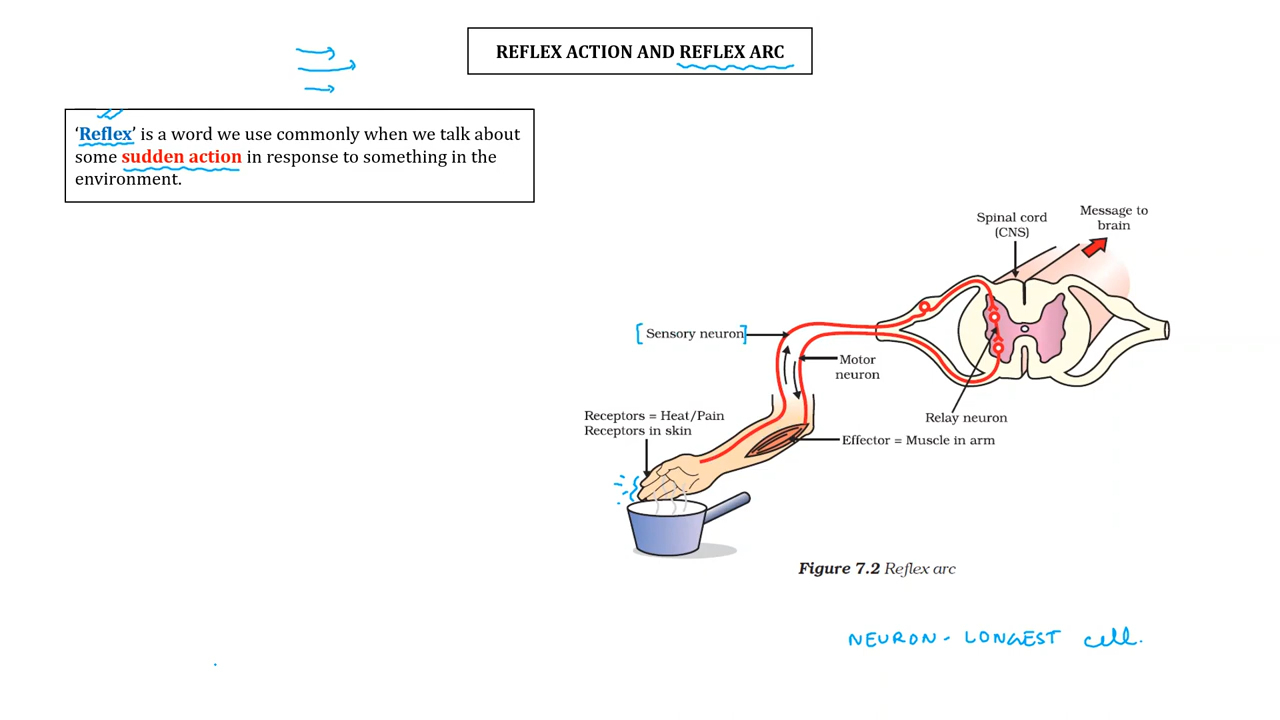 REFLEX ACTION AND REFLEX ARC
‘Reflex’ is a word we use commonly when we talk about
some sudden action in response to something in the
environment.
Spinal cord
(CNS)
Message to
brain
Sensory neuron
Motor
neuron
Receptors = Heat/Pain
Receptors in skin
Relay neuron
Effector = Muscle in arm
Figure 7.2 Reflex arc
NEURON - LONGEST cell.